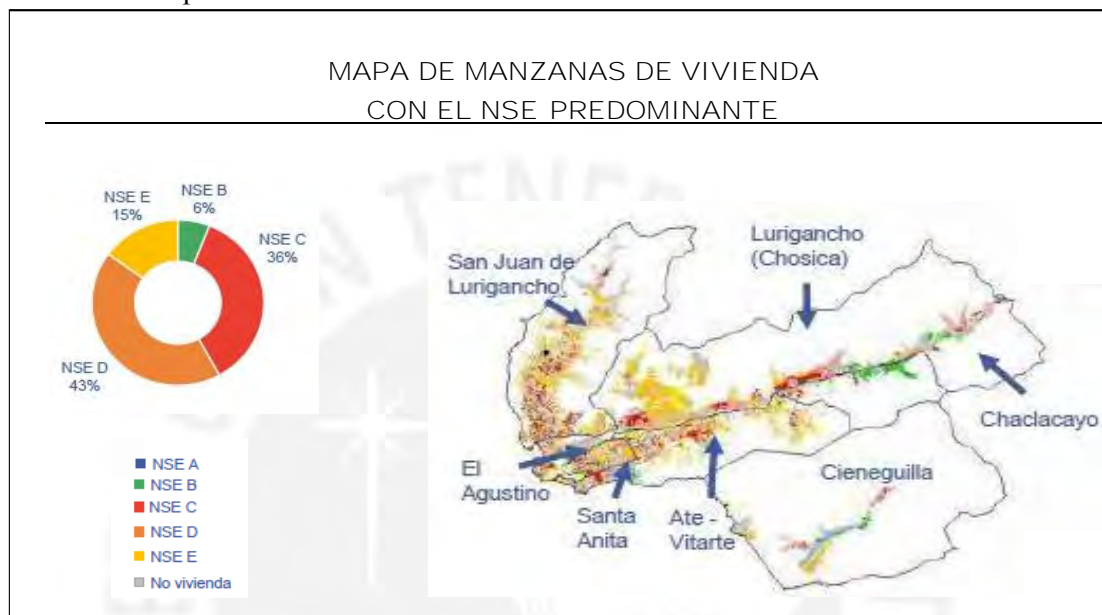 MAPA DE MANZANAS DE VIVIENDA
CON EL NSE PREDOMINANTE
NSE B
6%
NSE E
15%
NSE C
36%
NSE D
43%
NSE A
NSE B
NSE C
NSE D
NSE E
No vivienda
San Juan de
Lurigancho
Lurigancho
(Chosica)
Chaclacayo
Cieneguilla
El
Agustino
Santa
Anita
Ate -
Vitarte